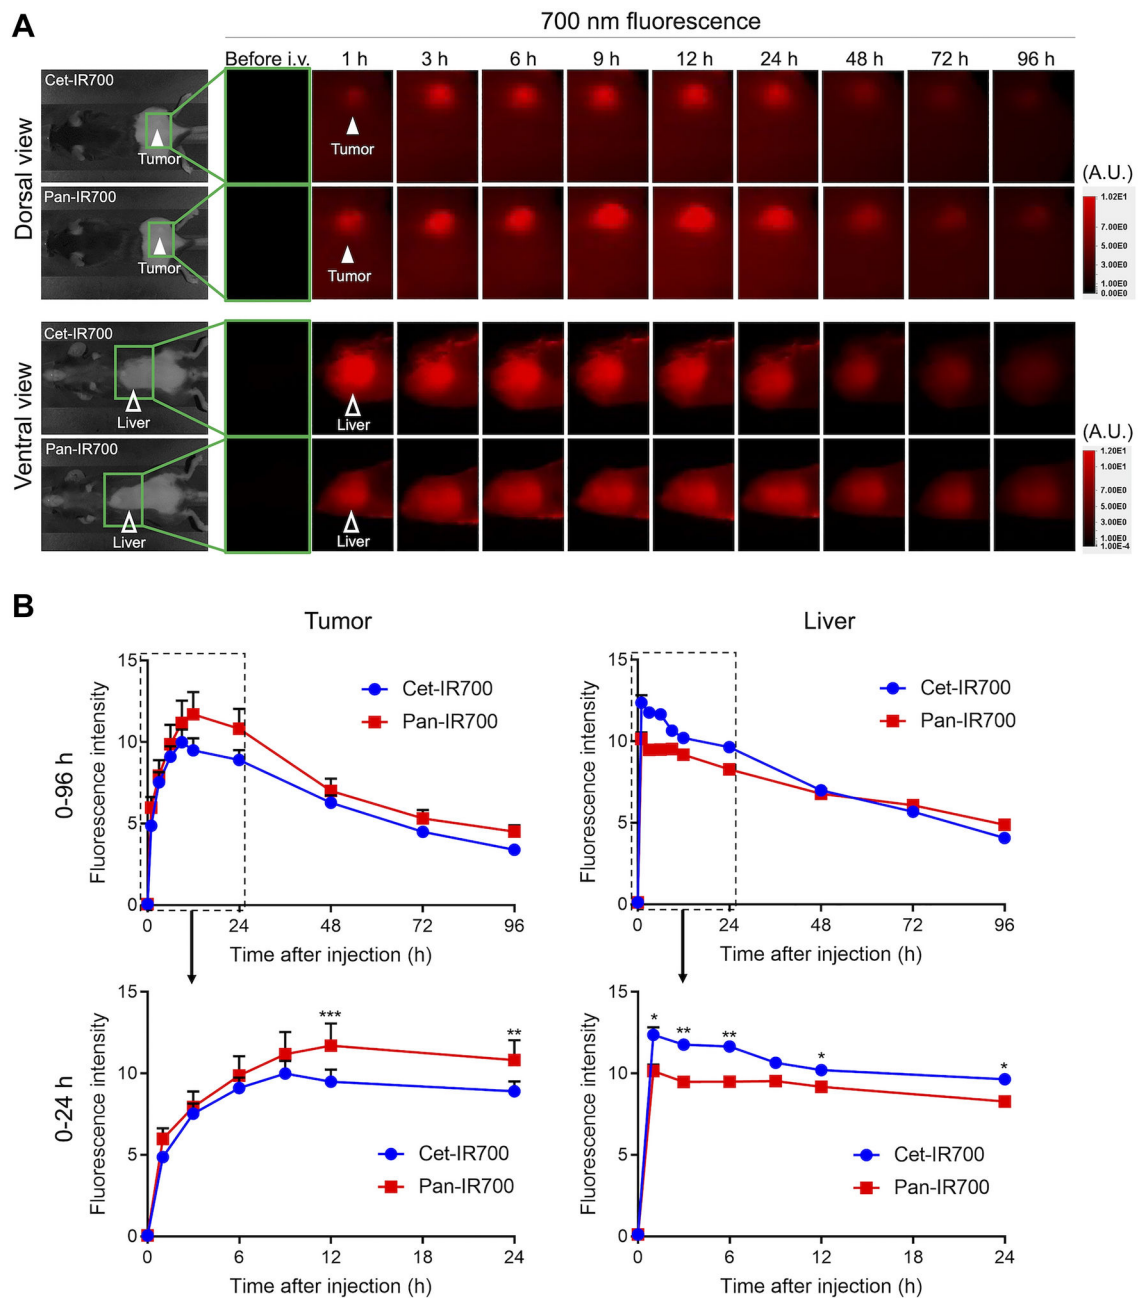 A
700 nm fluorescence
Before i.v. 1 h 3 h 6 h 9 h 12 h 24 h 48 h 72 h 96 h
Dorsal view
Cet-IR700
Tumor
Tumor
Pan-IR700
Tumor
Tumor
(A.U.)
1.02E1
7.00E0
5.00E0
3.00E0
1.00E0
0.00E0
Ventral view
Cet-IR700
Liver
Liver
Pan-IR700
Liver
Liver
(A.U.)
1.20E1
1.00E1
7.00E0
5.00E0
3.00E0
1.00E0
1.00E-4
B
Tumor
Liver
0-96 h
Fluorescence intensity
15
10
5
0
0 24 48 72 96
Time after injection (h)
Cet-IR700
Pan-IR700
Fluorescence intensity
15
10
5
0
0 24 48 72 96
Time after injection (h)
Cet-IR700
Pan-IR700
0-24 h
Fluorescence intensity
15
10
5
0
0 6 12 18 24
Time after injection (h)
*** **
Cet-IR700
Pan-IR700
Fluorescence intensity
15
10
5
0
0 6 12 18 24
Time after injection (h)
* ** ** * *
Cet-IR700
Pan-IR700